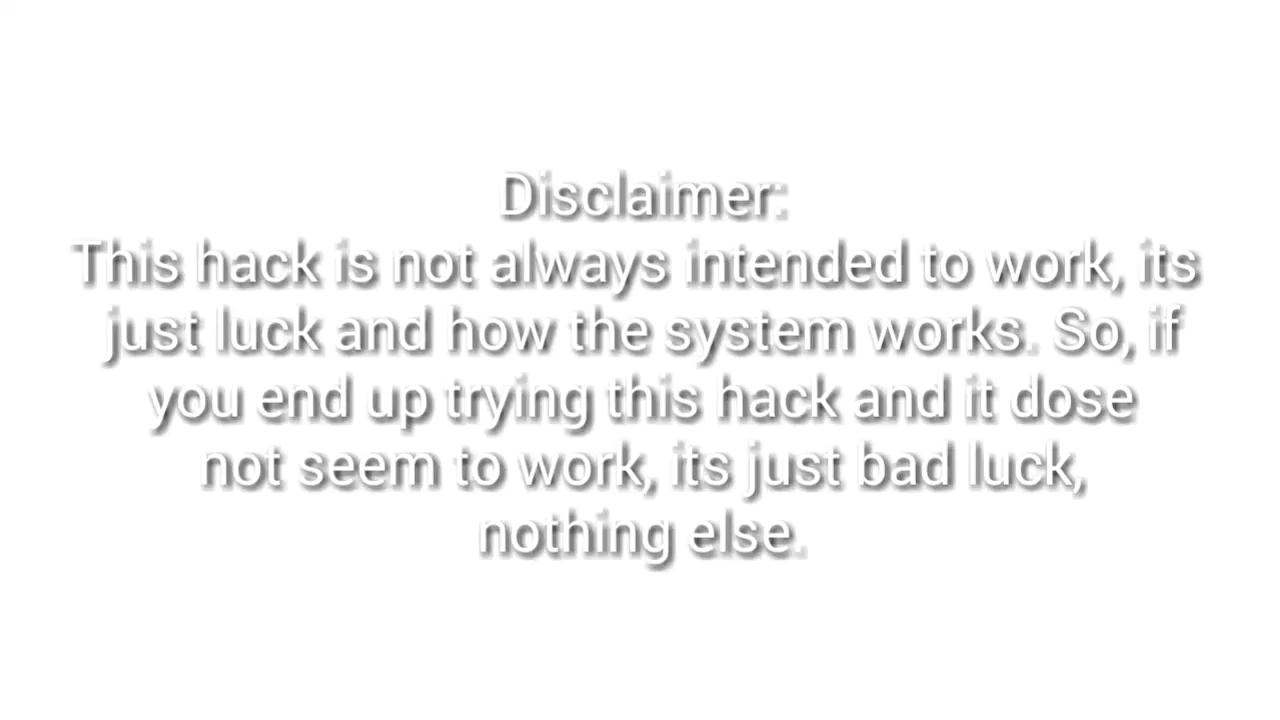 Disclaimer:
This hack is not always intended to work, its
just luck and how the system works. So, if
you end up trying this hack and it dose
not seem to work, its just bad luck,
nothing else.